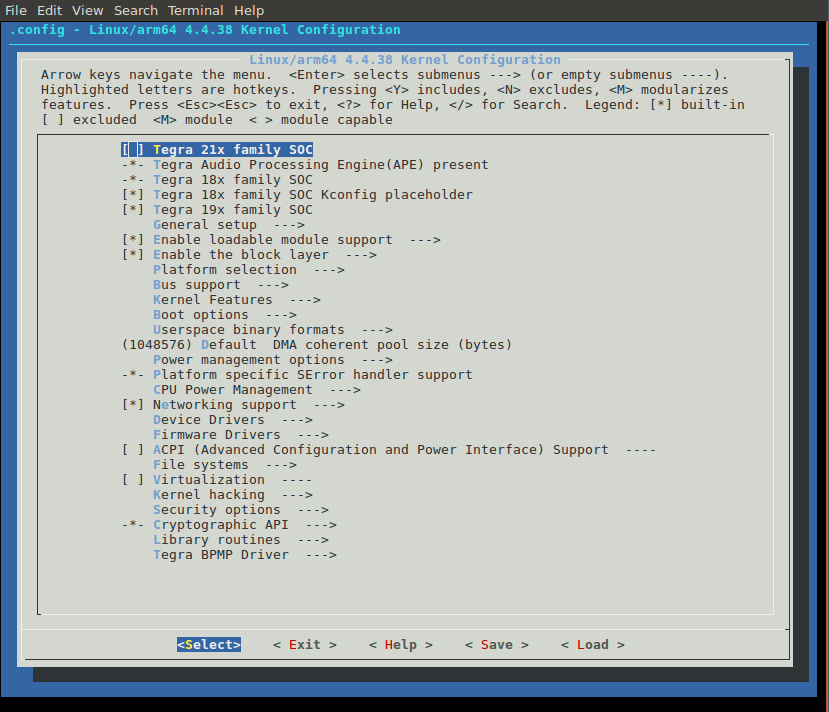 File Edit View Search Terminal Help
.config - Linux/arm64 4.4.38 Kernel Configuration
Linux/arm64 4.4.38 Kernel Configuration
Arrow keys navigate the menu.  <Enter> selects submenus ---> (or empty submenus ----).
Highlighted letters are hotkeys.  Pressing <Y> includes, <N> excludes, <M> modularizes
features.  Press <Esc><Esc> to exit, <?> for Help, </> for Search.  Legend: [*] built-in
[ ] excluded  <M> module  < > module capable
[ ] Tegra 21x family SOC
-*- Tegra Audio Processing Engine(APE) present
-*- Tegra 18x family SOC
[*] Tegra 18x family SOC Kconfig placeholder
[*] Tegra 19x family SOC
General setup  --->
[*] Enable loadable module support  --->
[*] Enable the block layer  --->
Platform selection  --->
Bus support  --->
Kernel Features  --->
Boot options  --->
Userspace binary formats  --->
(1048576) Default  DMA coherent pool size (bytes)
Power management options  --->
-*- Platform specific SError handler support
CPU Power Management  --->
[*] Networking support  --->
Device Drivers  --->
Firmware Drivers  --->
[ ] ACPI (Advanced Configuration and Power Interface) Support  ----
File systems  --->
[ ] Virtualization  ----
Kernel hacking  --->
Security options  --->
-*- Cryptographic API  --->
Library routines  --->
Tegra BPMP Driver  --->
<Select>    < Exit >    < Help >    < Save >    < Load >